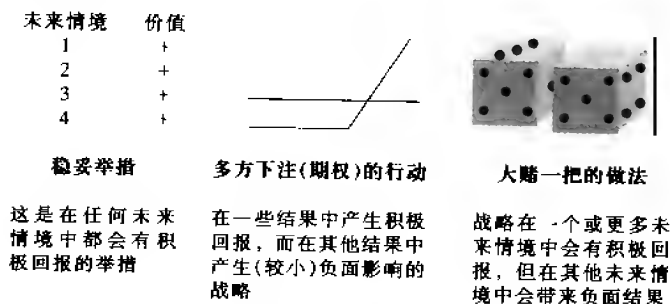 未来情境 价值
1 +
2 +
3 +
4 +
稳妥举措
这是在任何未来
情境中都会有积
极回报的举措
多方下注(期权)的行动
在一些结果中产生积极
回报，而在其他结果中
产生(较小)负面影响的
战略
大赌一把的做法
战略在一个或更多未
来情境中会有积极回
报，但在其他未来情
境中会带来负面结果